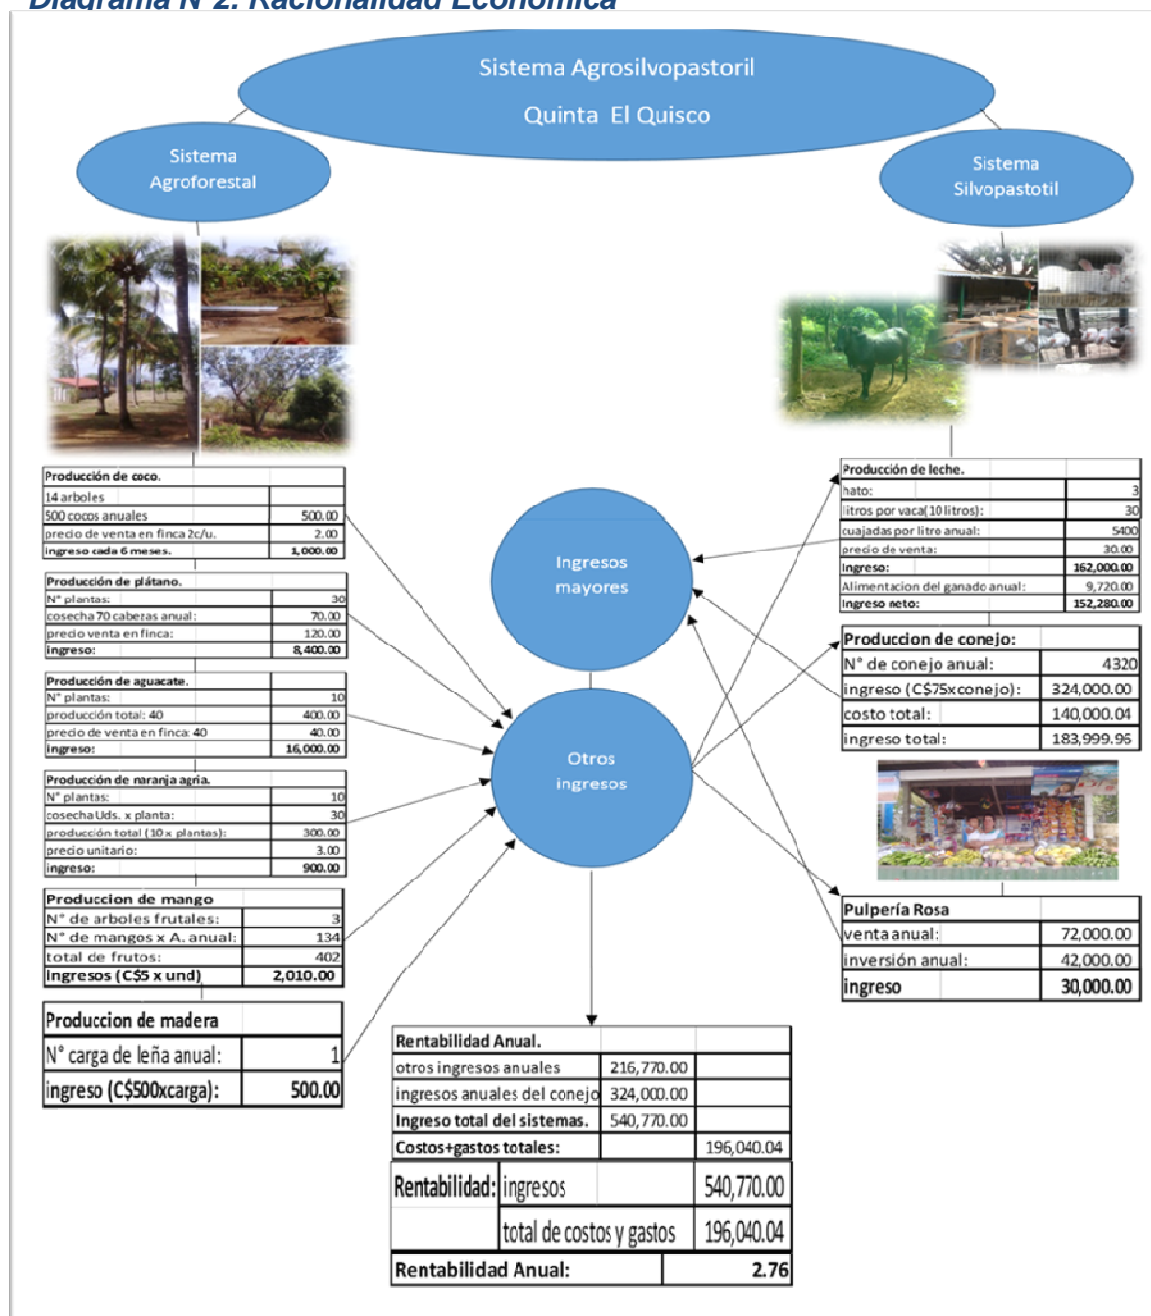 Diagrama N°2. Racionalidad Económica
Sistema Agrosilvopastoril
Quinta El Quisco
Sistema
Agroforestal
Sistema
Silvopastotil
Producción de coco.
14 arboles
500 cocos anuales 500.00
precio de venta en finca 2c/u. 2.00
ingreso cada 6 meses. 1,000.00
Producción de plátano.
N° plantas: 30
cosecha 70 cabezas anual: 70.00
precio venta en finca: 120.00
ingreso: 8,400.00
Producción de aguacate.
N° plantas: 10
producción total: 40 400.00
precio de venta en finca: 40 40.00
ingreso: 16,000.00
Producción de naranja agria.
N° plantas: 10
cosecha Uds. x planta: 30
producción total (10 x plantas): 300.00
precio unitario: 3.00
ingreso: 900.00
Produccion de mango
N° de arboles frutales: 3
N° de mangos x A. anual: 134
total de frutos: 402
Ingresos (C$5 x und) 2,010.00
Produccion de madera
N° carga de leña anual: 1
ingreso (C$500xcarga): 500.00
Ingresos
mayores
Otros
ingresos
Producción de leche.
hato: 3
litros por vaca(10 litros): 30
cuajadas por litro anual: 5400
precio de venta: 30.00
Ingreso: 162,000.00
Alimentacion del ganado anual: 9,720.00
Ingreso neto: 152,280.00
Produccion de conejo:
N° de conejo anual: 4320
ingreso (C$75xconejo): 324,000.00
costo total: 140,000.04
ingreso total: 183,999.96
Pulpería Rosa
venta anual: 72,000.00
inversión anual: 42,000.00
ingreso 30,000.00
Rentabilidad Anual.
otros ingresos anuales 216,770.00
ingresos anuales del conejo 324,000.00
Ingreso total del sistemas. 540,770.00
Costos+gastos totales: 196,040.04
Rentabilidad: ingresos 540,770.00
total de costos y gastos 196,040.04
Rentabilidad Anual: 2.76